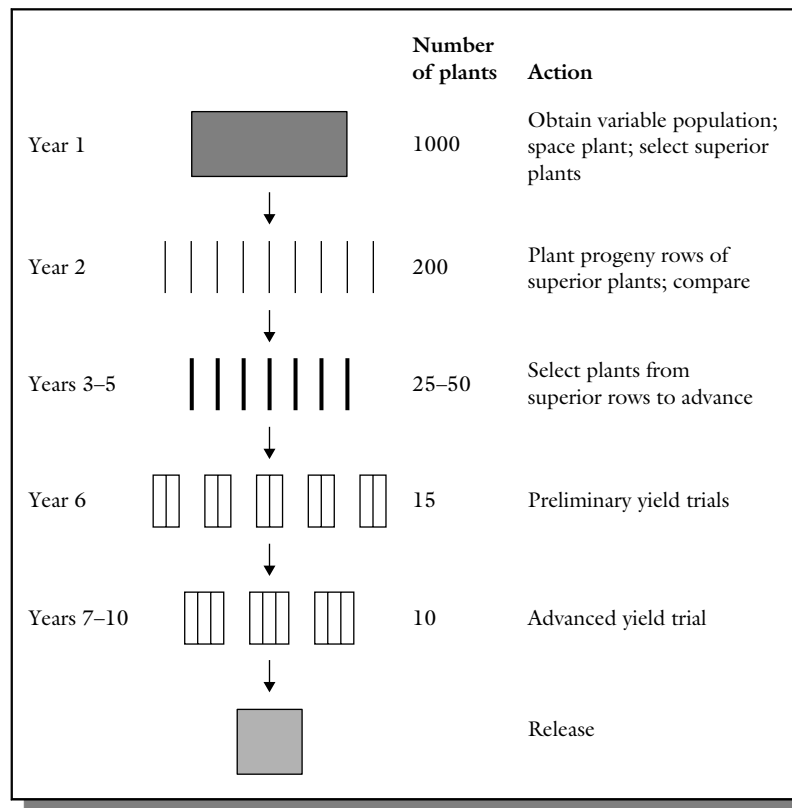 Number
of plants
Action
Year 1
1000
Obtain variable population;
space plant; select superior
plants
Year 2
200
Plant progeny rows of
superior plants; compare
Years 3–5
25–50
Select plants from
superior rows to advance
Year 6
15
Preliminary yield trials
Years 7–10
10
Advanced yield trial
Release